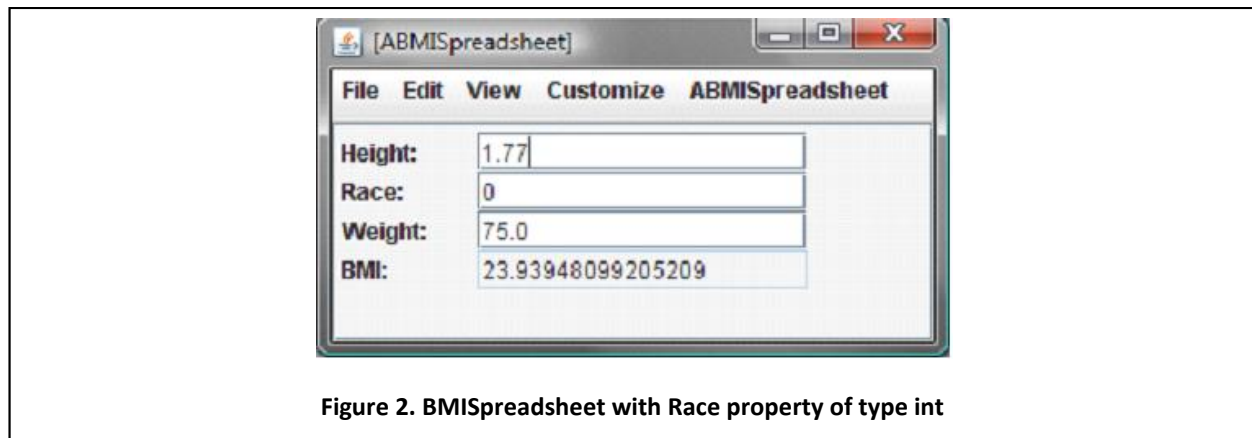 [ABMISpreadsheet]
File Edit View Customize ABMISpreadsheet
Height: 1.77
Race: 0
Weight: 75.0
BMI: 23.93948099205209
Figure 2. BMISpreadsheet with Race property of type int